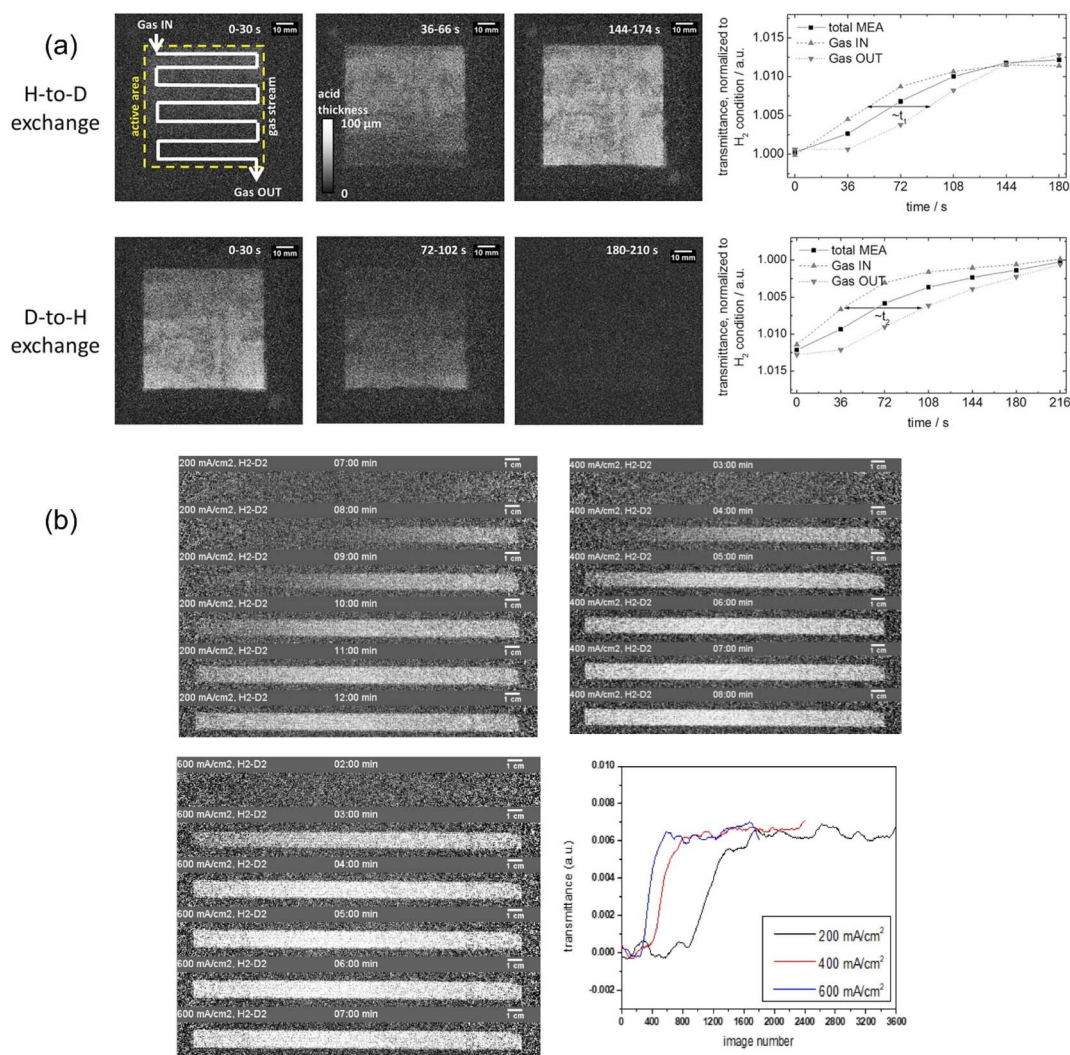 (a)
H-to-D
exchange
Gas IN
0-30 s
10 mm
active area
gas stream
Gas OUT
36-66 s
10 mm
acid
thickness
100 µm
0
144-174 s
10 mm
transmittance, normalized to
H2 condition / a.u.
1.015
1.010
1.005
1.000
total MEA
Gas IN
Gas OUT
~t1
0 36 72 108 144 180
time / s
D-to-H
exchange
0-30 s
10 mm
72-102 s
10 mm
180-210 s
10 mm
transmittance, normalized to
H2 condition / a.u.
1.000
1.005
1.010
1.015
total MEA
Gas IN
Gas OUT
~t2
0 36 72 108 144 180 216
time / s
(b)
200 mA/cm2, H2-D2 07:00 min 1 cm
200 mA/cm2, H2-D2 08:00 min 1 cm
200 mA/cm2, H2-D2 09:00 min 1 cm
200 mA/cm2, H2-D2 10:00 min 1 cm
200 mA/cm2, H2-D2 11:00 min 1 cm
200 mA/cm2, H2-D2 12:00 min 1 cm
400 mA/cm2, H2-D2 03:00 min 1 cm
400 mA/cm2, H2-D2 04:00 min 1 cm
400 mA/cm2, H2-D2 05:00 min 1 cm
400 mA/cm2, H2-D2 06:00 min 1 cm
400 mA/cm2, H2-D2 07:00 min 1 cm
400 mA/cm2, H2-D2 08:00 min 1 cm
600 mA/cm2, H2-D2 02:00 min 1 cm
600 mA/cm2, H2-D2 03:00 min 1 cm
600 mA/cm2, H2-D2 04:00 min 1 cm
600 mA/cm2, H2-D2 05:00 min 1 cm
600 mA/cm2, H2-D2 06:00 min 1 cm
600 mA/cm2, H2-D2 07:00 min 1 cm
transmittance (a.u.)
0.010
0.008
0.006
0.004
0.002
0.000
-0.002
200 mA/cm²
400 mA/cm²
600 mA/cm²
0 400 800 1200 1600 2000 2400 2800 3200 3600
image number